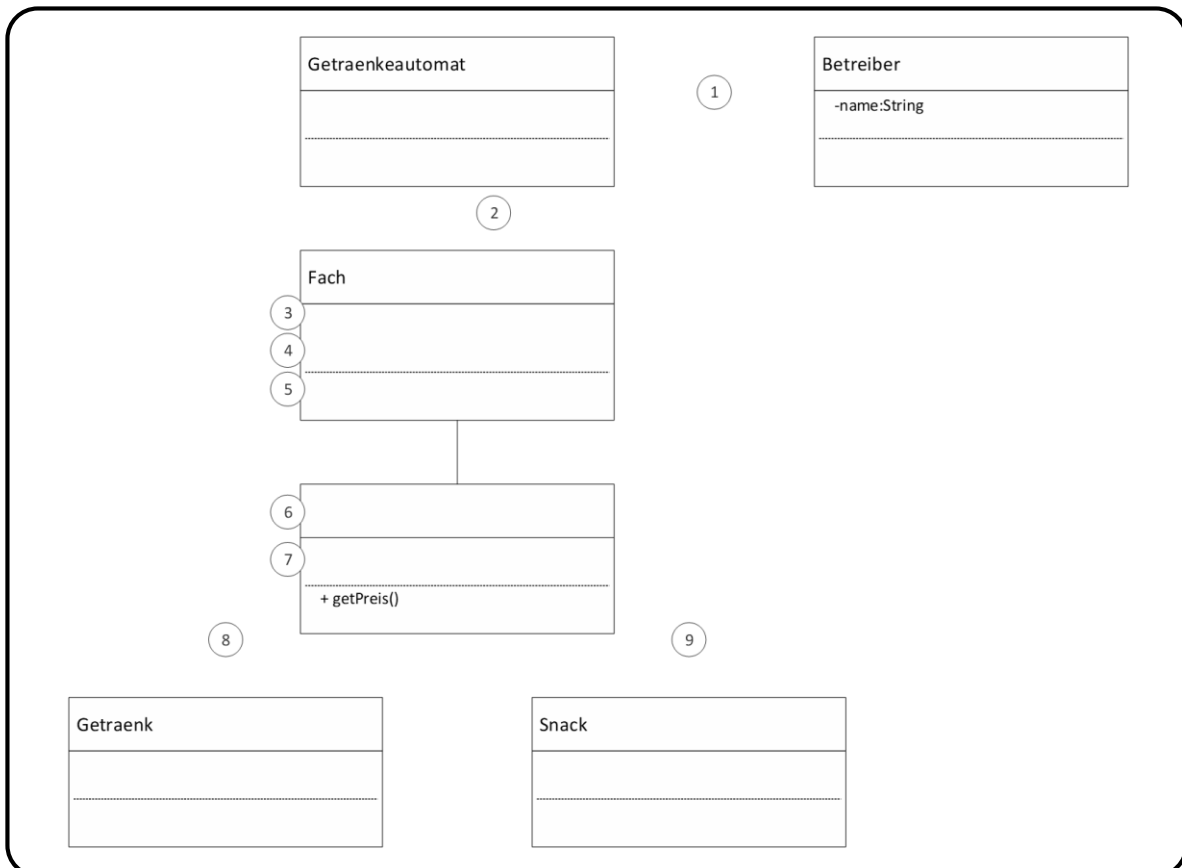 Getraenkeautomat
Betreiber
1
-name:String
2
Fach
3
4
5
6
7
+ getPreis()
8
9
Getraenk
Snack